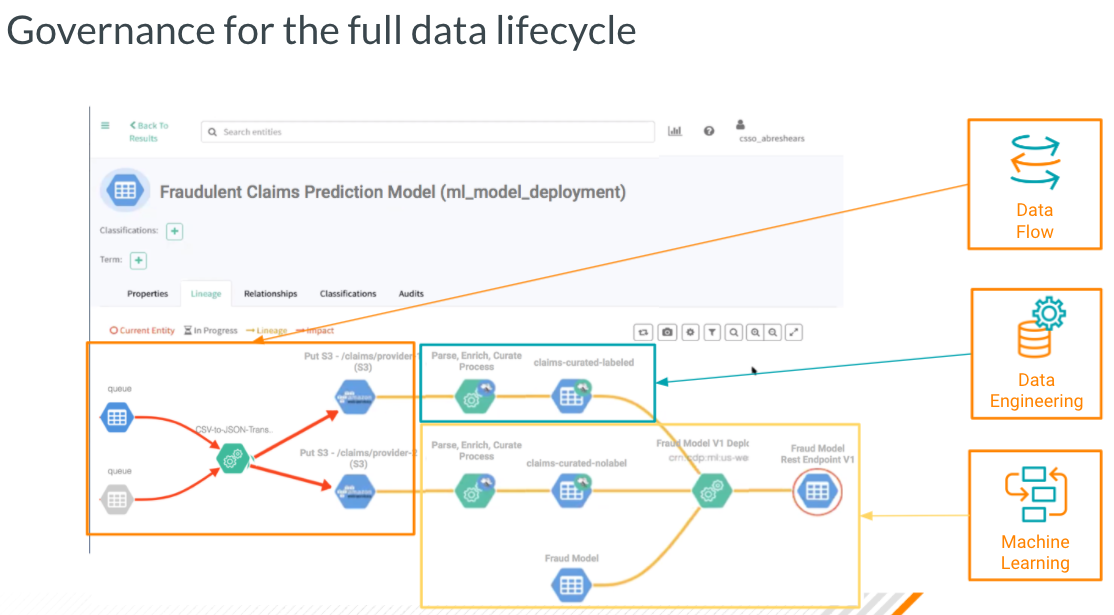 Governance for the full data lifecycle
Back To
Results
Search entities
csso_abreshears
Fraudulent Claims Prediction Model (ml_model_deployment)
Classifications:
Term:
Properties
Lineage
Relationships
Classifications
Audits
Current Entity
In Progress
Lineage
Impact
queue
queue
CSV-to-JSON-Trans..
Put S3 - /claims/provider-
(S3)
Put S3 - /claims/provider-2
(S3)
Parse, Enrich, Curate
Process
claims-curated-labeled
Parse, Enrich, Curate
Process
claims-curated-nolabel
Fraud Model V1 Deplc
crn:cdp:ml:us-we
Fraud Model
Rest Endpoint V1
Fraud Model
Data
Flow
Data
Engineering
Machine
Learning